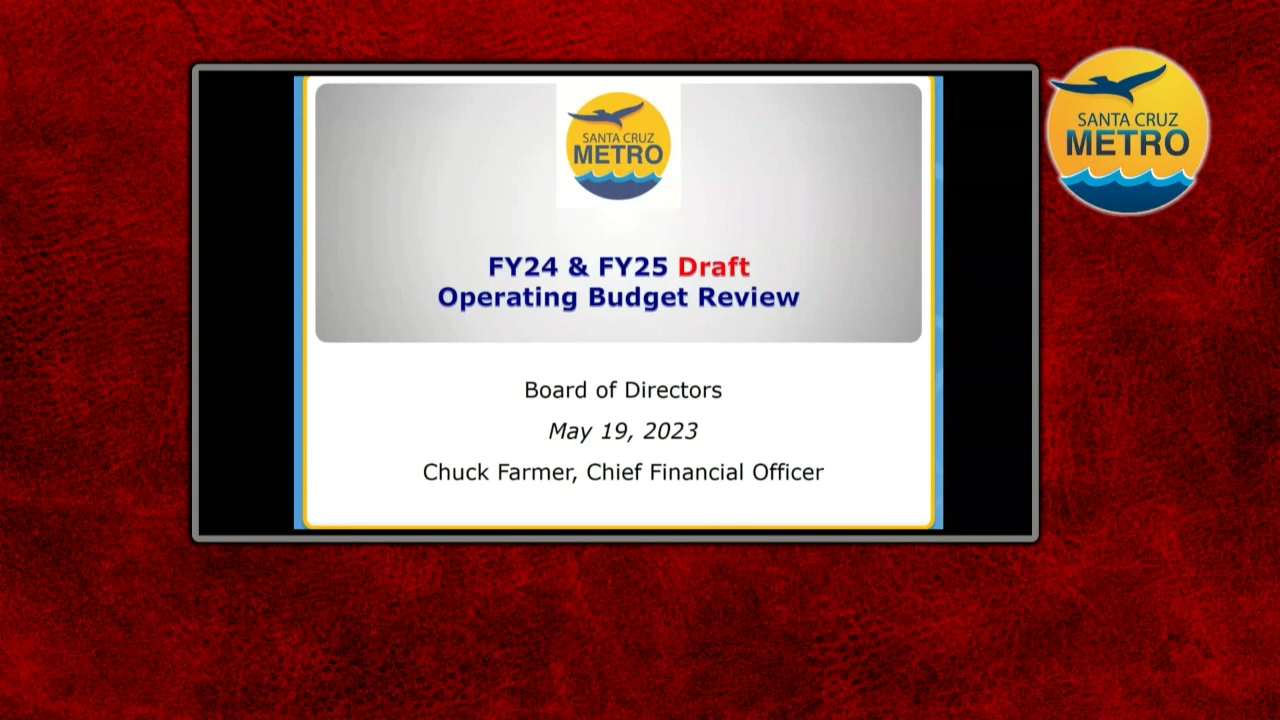 SANTA CRUZ
METRO
FY24 & FY25 Draft
Operating Budget Review
Board of Directors
May 19, 2023
Chuck Farmer, Chief Financial Officer
SANTA CRUZ
METRO